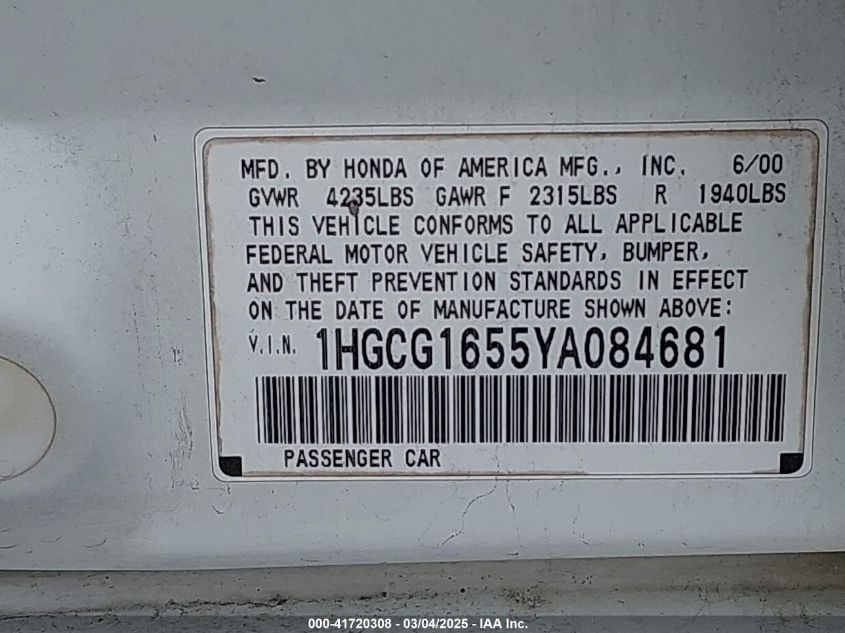 MFD. BY HONDA OF AMERICA MFG., INC. 6/00
GVWR 4235LBS GAWR F 2315LBS R 1940LBS
THIS VEHICLE CONFORMS TO ALL APPLICABLE
FEDERAL MOTOR VEHICLE SAFETY, BUMPER,
AND THEFT PREVENTION STANDARDS IN EFFECT
ON THE DATE OF MANUFACTURE SHOWN ABOVE:
V.I.N. 1HGCG1655YA084681
PASSENGER CAR
000-41720308 - 03/04/2025 - IAA Inc.